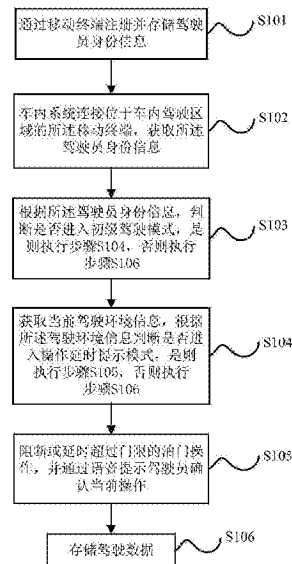 通过移动终端注册并存储驾驶
员身份信息
S101
车内系统连接位于车内驾驶区
域的所述移动终端，获取所述
驾驶员身份信息
S102
根据所述驾驶员身份信息，判
断是否进入初级驾驶模式，是
则执行步骤S104，否则执行
步骤S106
S103
获取当前驾驶环境信息，根据
所述驾驶环境信息判断是否进
入操作延时提示模式，是则
执行步骤S105，否则执行
步骤S106
S104
阻断或延时超过门限的油门操
作，并通过语音提示驾驶员确
认当前操作
S105
存储驾驶数据
S106